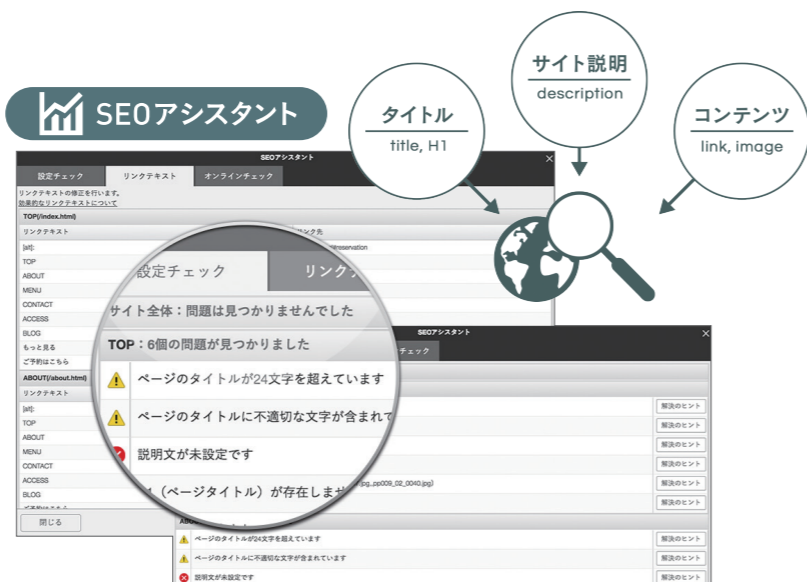 サイト説明
description
タイトル
title, H1
コンテンツ
link, image
SEOアシスタント
SEOアシスタント
×
設定チェック
リンクテキスト
オンラインチェック
リンクテキストの修正を行います。
効果的なリンクテキストについて
TOP(/index.html)
リンクテキスト
リンク先
[alt]:
TOP
ABOUT
MENU
CONTACT
ACCESS
BLOG
もっと見る
ご予約はこちら
ABOUT(/about.html)
リンクテキスト
[alt]:
TOP
ABOUT
MENU
CONTACT
ACCESS
BLOG
閉じる
設定チェック
サイト全体：問題は見つかりませんでした
TOP：6個の問題が見つかりました
ページのタイトルが24文字を超えています
ページのタイトルに不適切な文字が含まれて
説明文が未設定です
（ページタイトル）が存在しませ
SEOアシスタント
×
解決のヒント
解決のヒント
解決のヒント
解決のヒント
解決のヒント
解決のヒント
ページのタイトルが24文字を超えています
解決のヒント
ページのタイトルに不適切な文字が含まれています
解決のヒント
説明文が未設定です
解決のヒント